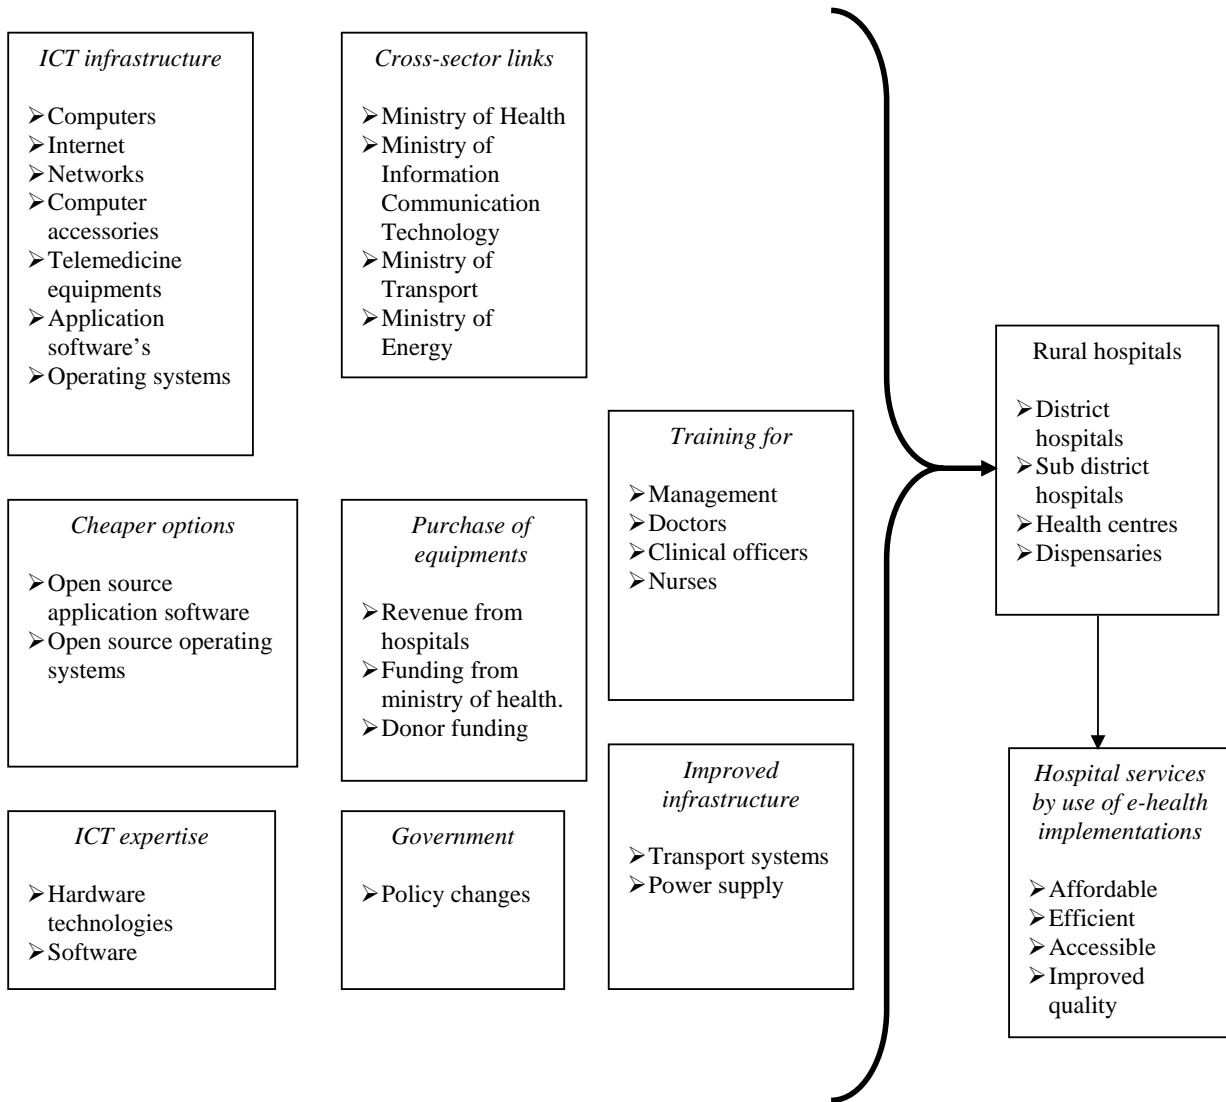 ICT infrastructure
➢Computers
➢Internet
➢Networks
➢Computer
accessories
➢Telemedicine
equipments
➢Application
software’s
➢Operating systems
Cross-sector links
➢Ministry of Health
➢Ministry of
Information
Communication
Technology
➢Ministry of
Transport
➢Ministry of
Energy
Training for
➢Management
➢Doctors
➢Clinical officers
➢Nurses
Cheaper options
➢Open source
application software
➢Open source operating
systems
Purchase of
equipments
➢Revenue from
hospitals
➢Funding from
ministry of health.
➢Donor funding
Improved
infrastructure
➢Transport systems
➢Power supply
ICT expertise
➢Hardware
technologies
➢Software
Government
➢Policy changes
Rural hospitals
➢District
hospitals
➢Sub district
hospitals
➢Health centres
➢Dispensaries
Hospital services
by use of e-health
implementations
➢Affordable
➢Efficient
➢Accessible
➢Improved
quality